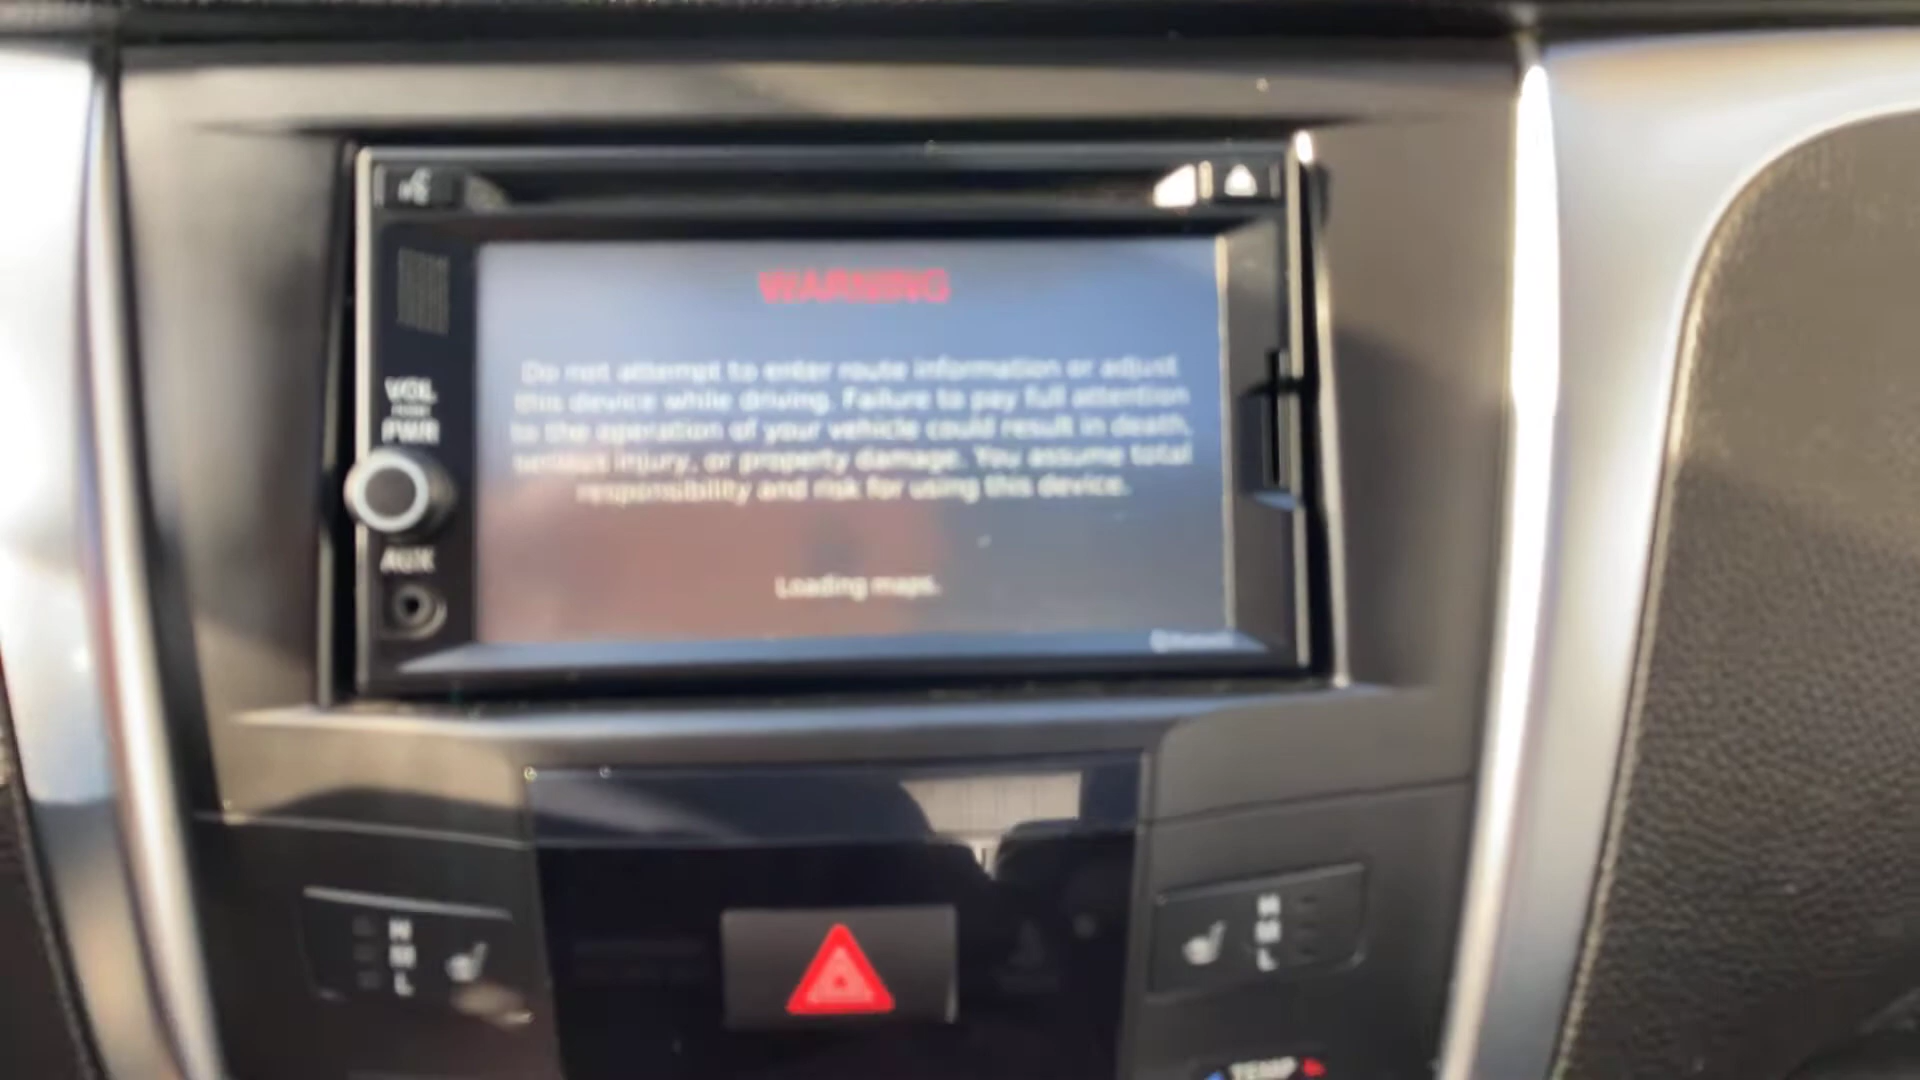 WARNING
VOL
PWR
Do not attempt to enter route information or adjust
this device while driving. Failure to pay full attention
to the operation of your vehicle could result in death,
serious injury, or property damage. You assume total
responsibility and risk for using this device.
AUX
Loading maps.
H
M
L
H
M
L
TEMP